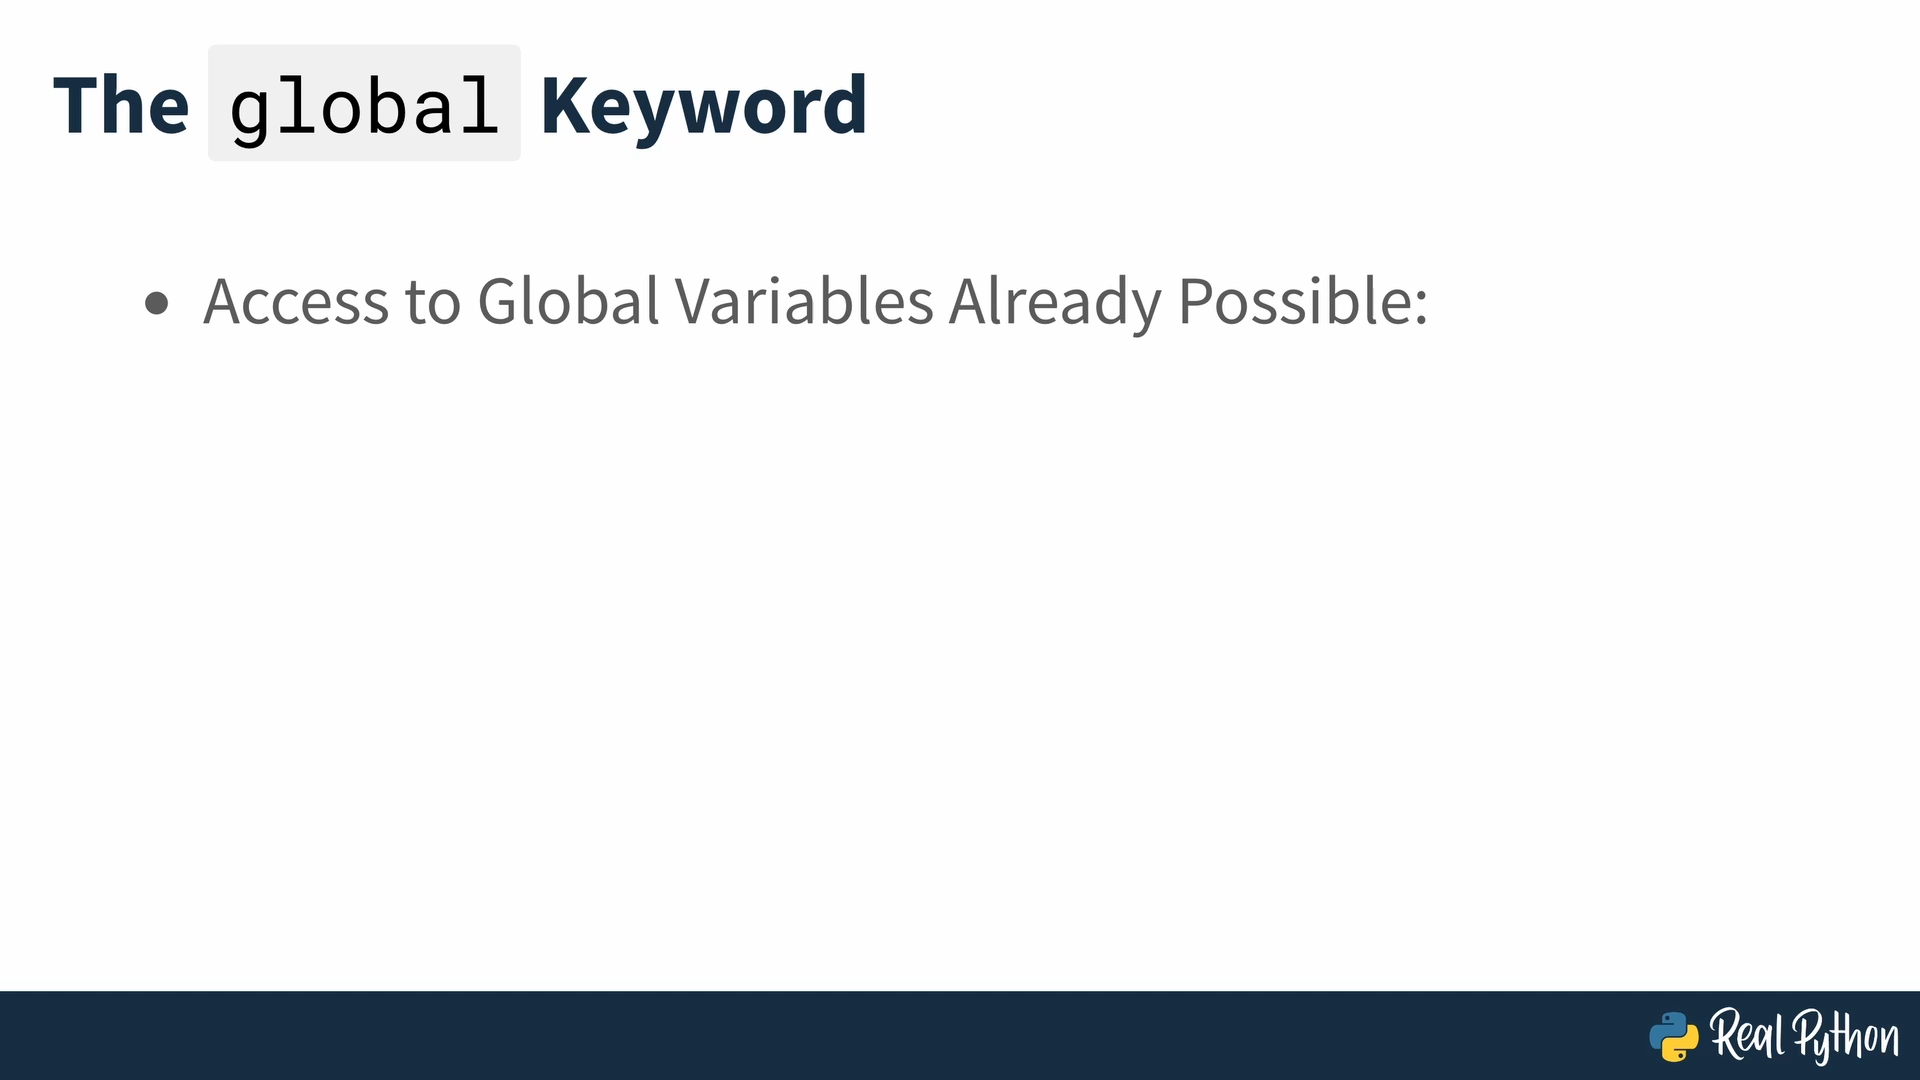 The global Keyword
• Access to Global Variables Already Possible:
Real Python